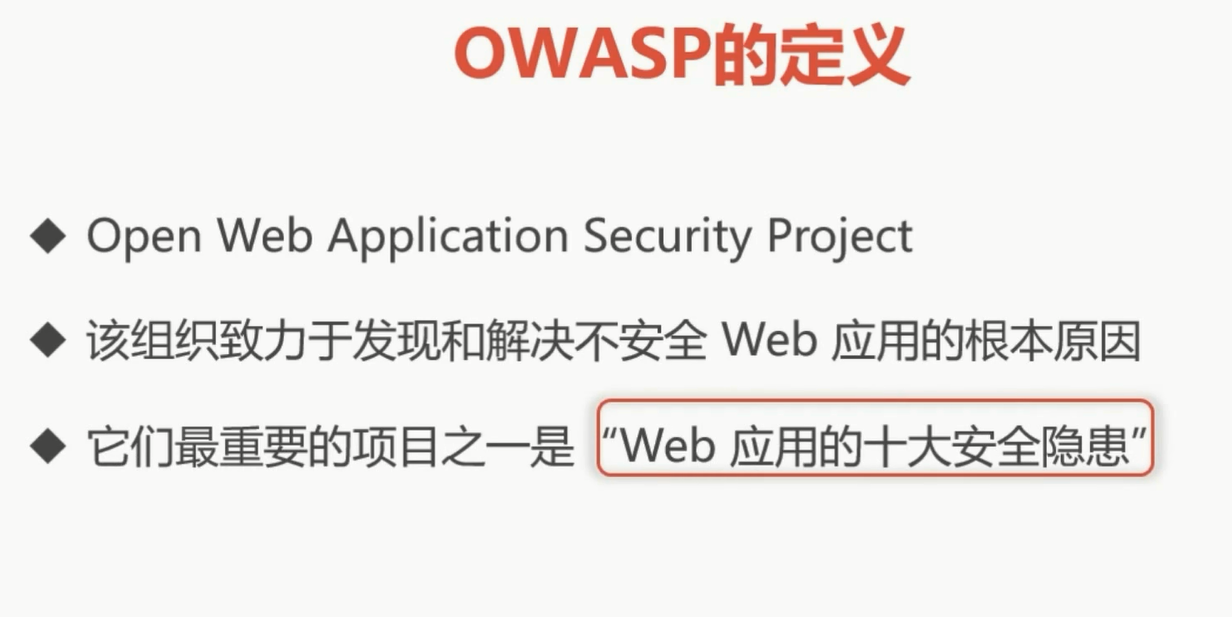 OWASP的定义
◆ Open Web Application Security Project
◆ 该组织致力于发现和解决不安全 Web 应用的根本原因
◆ 它们最重要的项目之一是 “Web 应用的十大安全隐患”